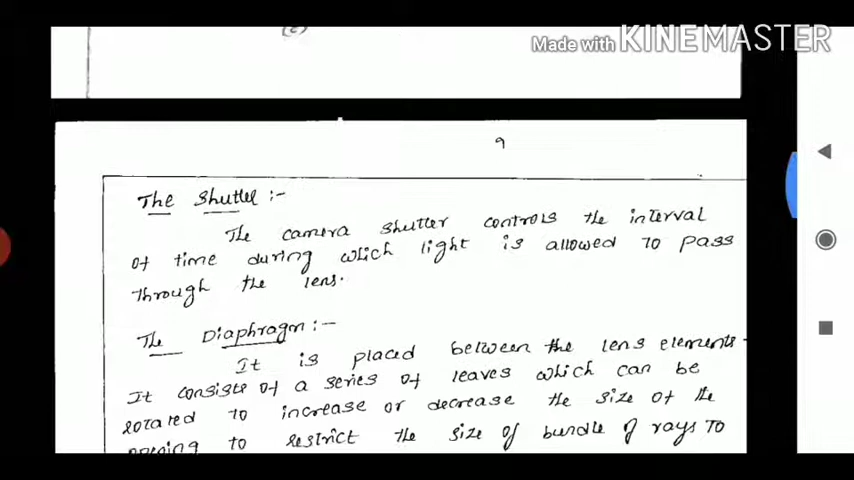 (c)
Made with KINEMASTER
9
The Shutter :-
The camera shutter controls the interval
of time during which light is allowed to pass
through the lens.
The Diaphragm :-
It is placed between the lens elements.
It consists of a series of leaves which can be
rotated to increase or decrease the size of the
opening to restrict the size of bundle of rays to